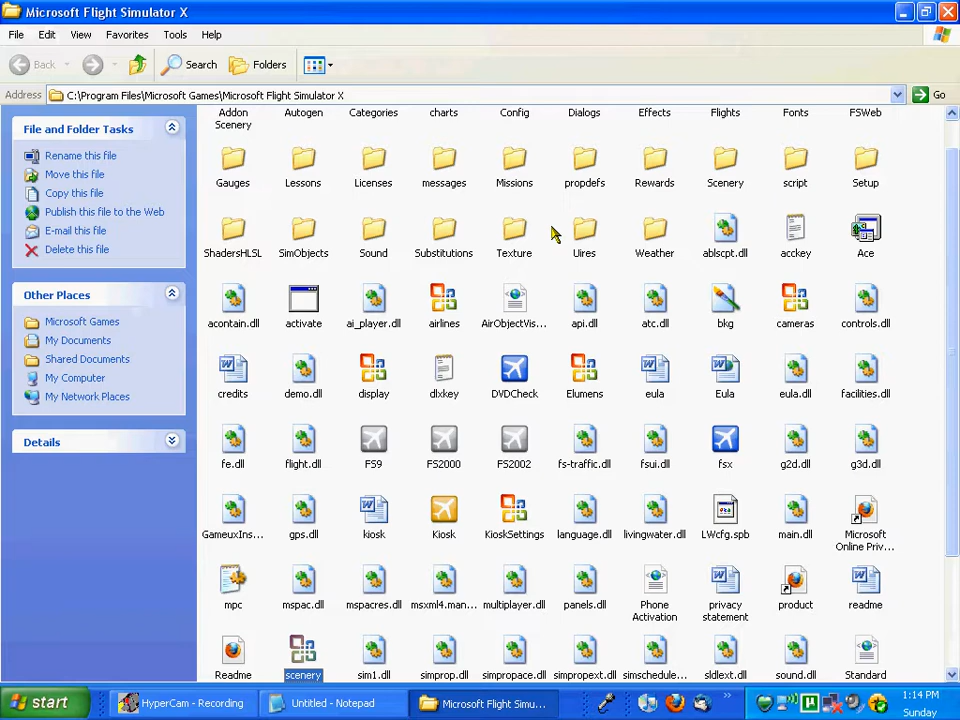 Microsoft Flight Simulator X
File Edit View Favorites Tools Help
Back Search Folders
Address C:\Program Files\Microsoft Games\Microsoft Flight Simulator X Go
File and Folder Tasks
Rename this file
Move this file
Copy this file
Publish this file to the Web
E-mail this file
Delete this file
Other Places
Microsoft Games
My Documents
Shared Documents
My Computer
My Network Places
Details
Addon Scenery Autogen Categories charts Config Dialogs Effects Flights Fonts FSWeb
Gauges Lessons Licenses messages Missions propdefs Rewards Scenery script Setup
ShadersHLSL SimObjects Sound Substitutions Texture Uires Weather ablscpt.dll acckey Ace
acontain.dll activate ai_player.dll airlines AirObjectVis... api.dll atc.dll bkg cameras controls.dll
credits demo.dll display dlxkey DVDCheck Elumens eula Eula eula.dll facilities.dll
fe.dll flight.dll FS9 FS2000 FS2002 fs-traffic.dll fsui.dll fsx g2d.dll g3d.dll
GameuxIns... gps.dll kiosk Kiosk KioskSettings language.dll livingwater.dll LWcfg.spb main.dll Microsoft Online Priv...
mpc mspac.dll mspacres.dll msxml4.man... multiplayer.dll panels.dll Phone Activation privacy statement product readme
Readme scenery sim1.dll simprop.dll simpropace.dll simpropext.dll simschedule... sldlext.dll sound.dll Standard
start HyperCam - Recording Untitled - Notepad Microsoft Flight Simu... 1:14 PM
Sunday